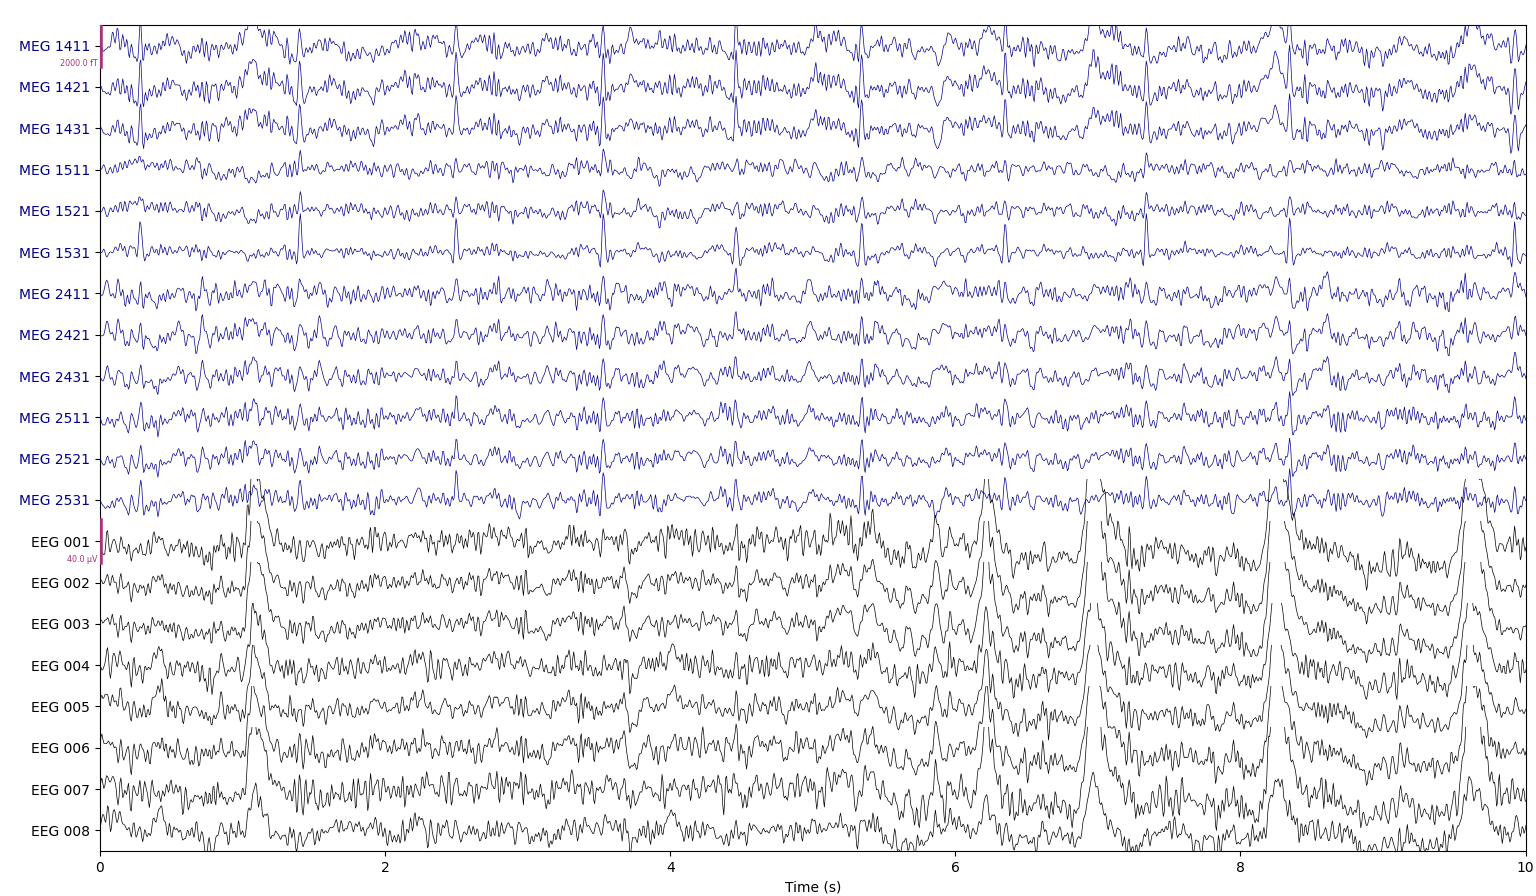 MEG 1411
2000.0 fT
MEG 1421
MEG 1431
MEG 1511
MEG 1521
MEG 1531
MEG 2411
MEG 2421
MEG 2431
MEG 2511
MEG 2521
MEG 2531
EEG 001
40.0 µV
EEG 002
EEG 003
EEG 004
EEG 005
EEG 006
EEG 007
EEG 008
0 2 4 6 8 10
Time (s)